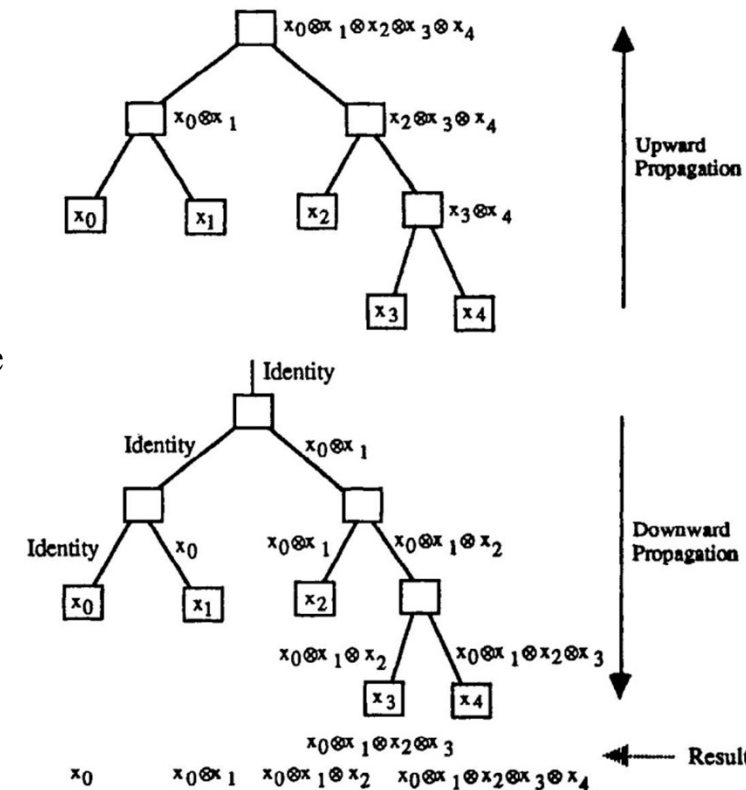 x0⊗x1⊗x2⊗x3⊗x4
x0⊗x1
x2⊗x3⊗x4
Upward
Propagation
x0
x1
x2
x3⊗x4
x3
x4
e
Identity
Identity
x0⊗x1
Identity
x0
x0⊗x1
x0⊗x1⊗x2
Downward
Propagation
x0
x1
x2
x0⊗x1⊗x2
x0⊗x1⊗x2⊗x3
x3
x4
x0⊗x1⊗x2⊗x3
Result
x0
x0⊗x1
x0⊗x1⊗x2
x0⊗x1⊗x2⊗x3⊗x4